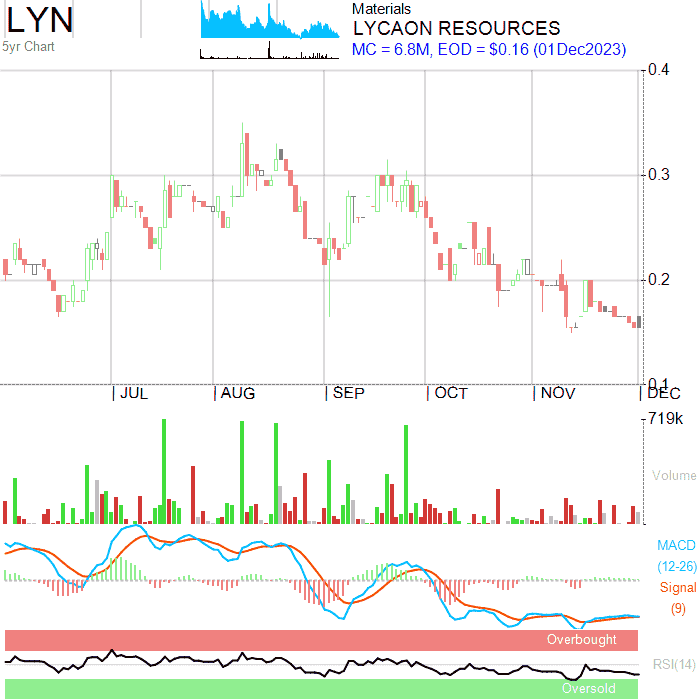 LYN
5yr Chart
Materials
LYCAON RESOURCES
MC = 6.8M, EOD = $0.16 (01Dec2023)
0.4
0.3
0.2
0.1
JUL AUG SEP OCT NOV DEC
719k
Volume
MACD
(12-26)
Signal
(9)
Overbought
RSI(14)
Oversold